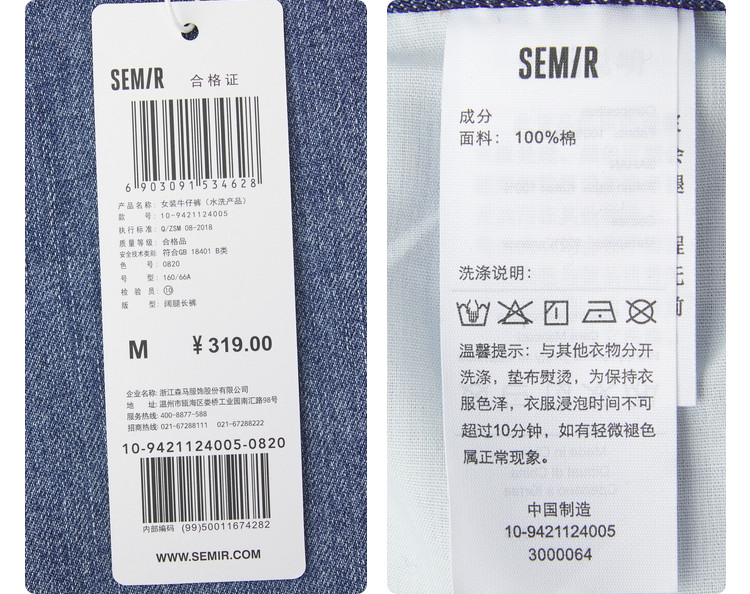 SEMIR 合格证
6 903091 534628
产品名称: 女装牛仔裤（水洗产品）
款 号: 10-9421124005
执行标准: Q/ZSM 08-2018
质量等级: 合格品
安全技术类别: 符合GB 18401 B类
色 号: 0820
号 型: 160/66A
检 验 员: ⑩
版 型: 阔腿长裤
M ¥319.00
企业名称: 浙江森马服饰股份有限公司
地 址: 温州市瓯海区娄桥工业园南汇路98号
服务热线: 400-8877-588
招商热线: 021-67288111 021-67288222
10-9421124005-0820
内部编码 (99)50011674282
WWW.SEMIR.COM
SEMIR
成分
面料: 100%棉
洗涤说明:
温馨提示: 与其他衣物分开
洗涤，垫布熨烫，为保持衣
服色泽，衣服浸泡时间不可
超过10分钟，如有轻微褪色
属正常现象。
中国制造
10-9421124005
3000064